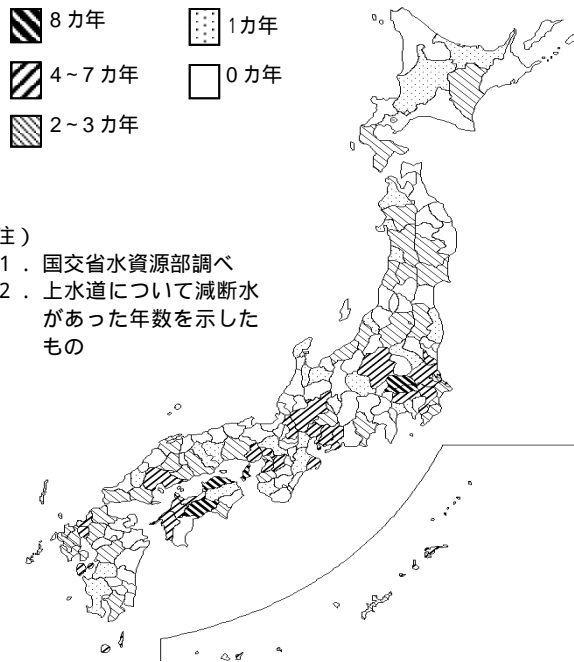 8カ年
1カ年
4~7カ年
0カ年
2~3カ年
注）
1．国交省水資源部調べ
2．上水道について減断水
があった年数を示した
もの